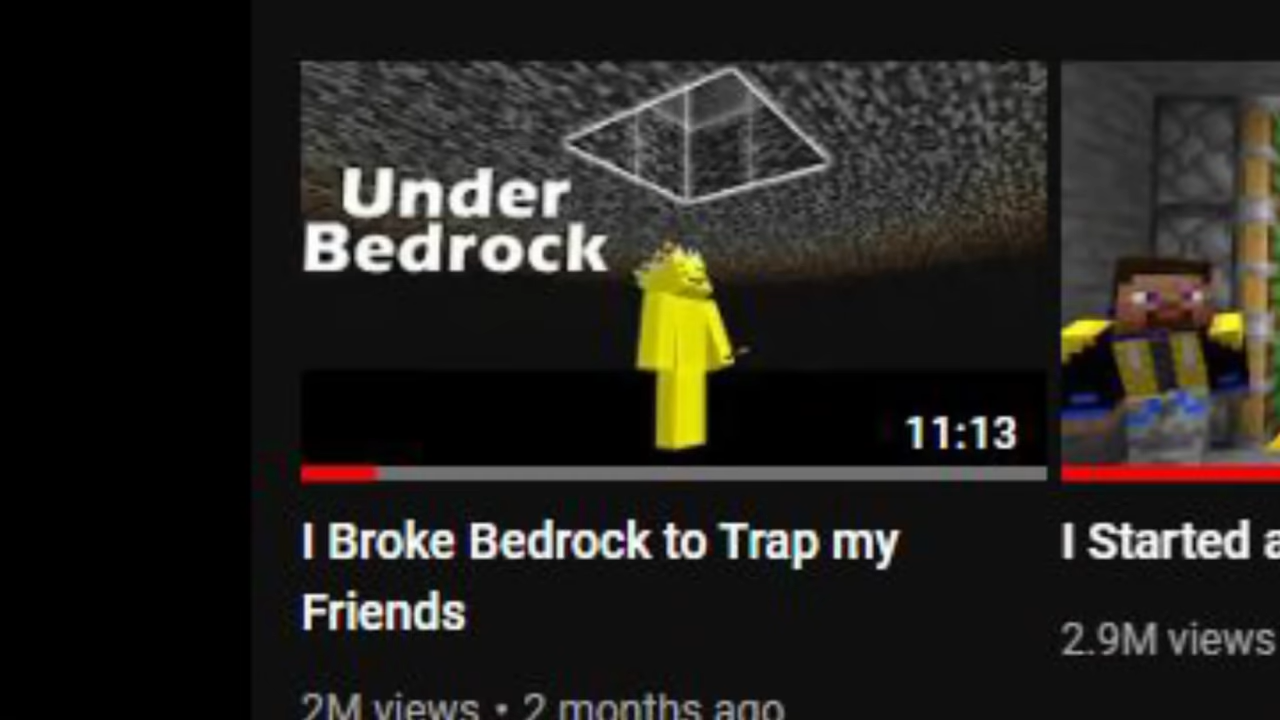 Under
Bedrock
11:13
I Broke Bedrock to Trap my
Friends
2M views • 2 months ago
I Started a
2.9M views